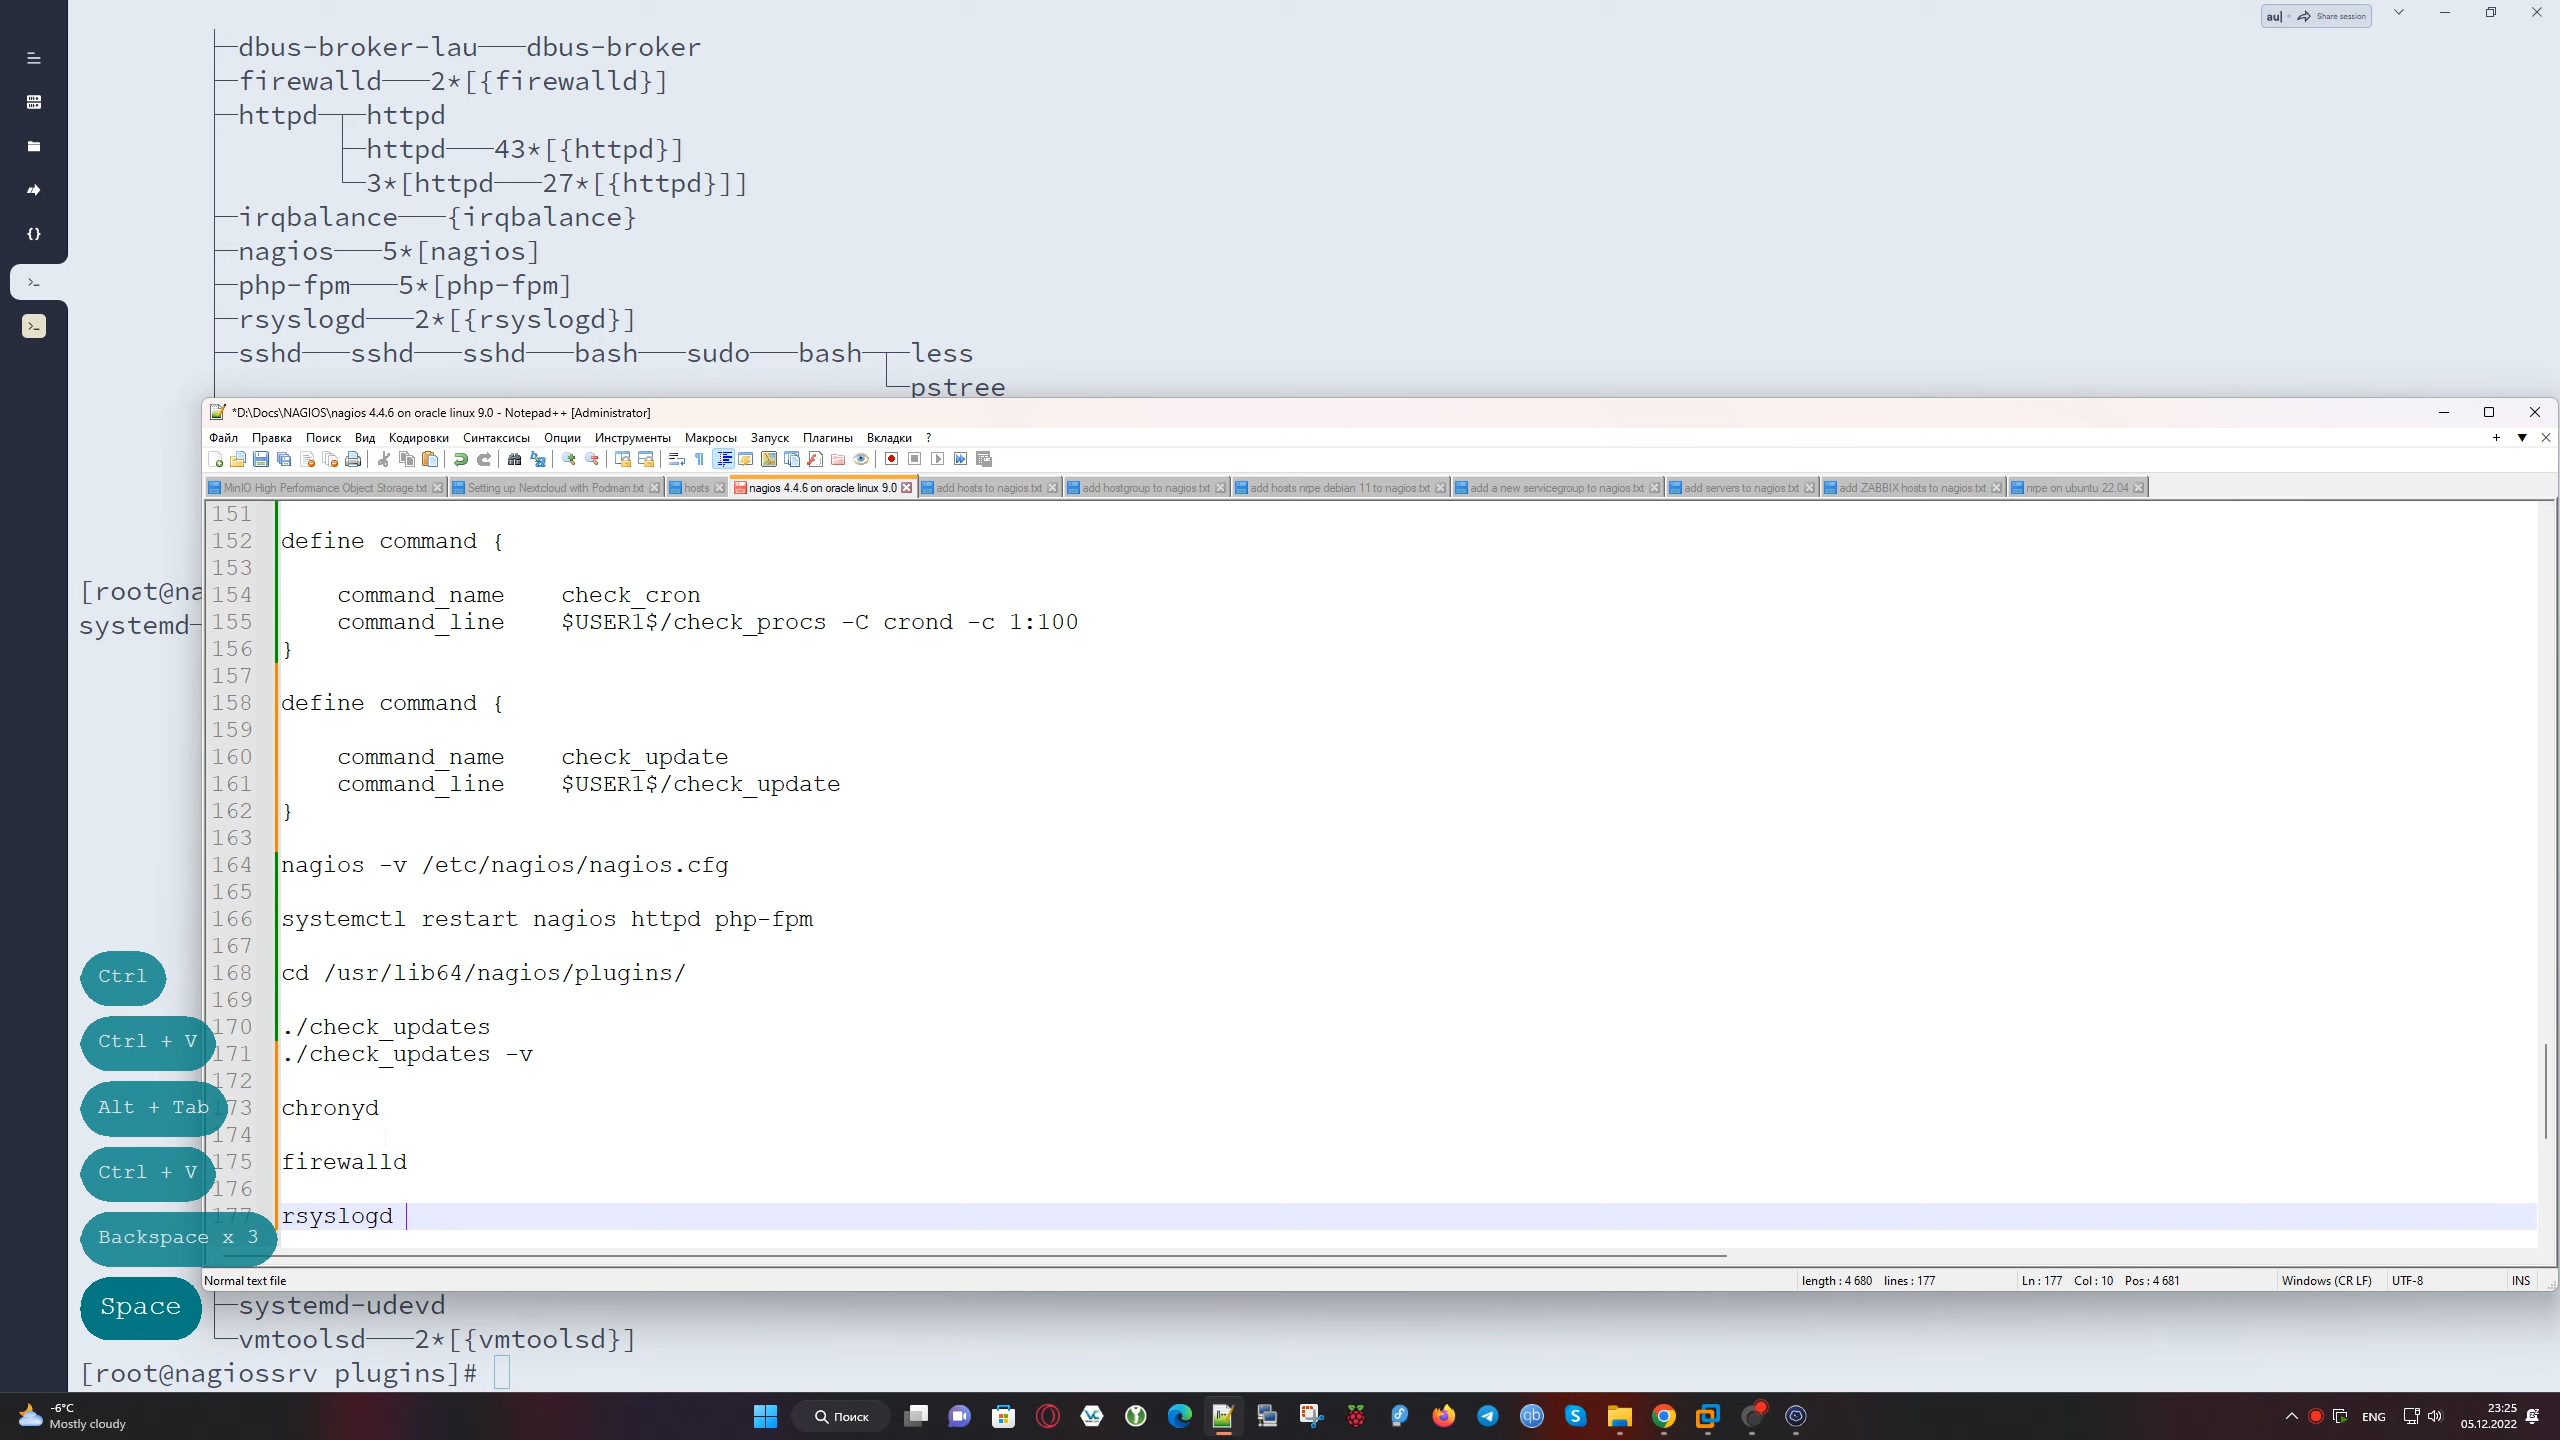 au| Share session
dbus-broker-lau───dbus-broker
firewalld───2*[{firewalld}]
httpd─┬─httpd
├─httpd───43*[{httpd}]
└─3*[httpd───27*[{httpd}]]
irqbalance───{irqbalance}
nagios───5*[nagios]
php-fpm───5*[php-fpm]
rsyslogd───2*[{rsyslogd}]
sshd───sshd───sshd───bash───sudo───bash─┬─less
└─pstree
[root@na
systemd─
*D:\Docs\NAGIOS\nagios 4.4.6 on oracle linux 9.0 - Notepad++ [Administrator]
Файл Правка Поиск Вид Кодировки Синтаксисы Опции Инструменты Макросы Запуск Плагины Вкладки ?
MinIO High Performance Object Storage.txt Setting up Nextcloud with Podman.txt hosts nagios 4.4.6 on oracle linux 9.0 add hosts to nagios.txt add hostgroup to nagios.txt add hosts nrpe debian 11 to nagios.txt add a new servicegroup to nagios.txt add servers to nagios.txt add ZABBIX hosts to nagios.txt nrpe on ubuntu 22.04
151
152 define command {
153
154 command_name check_cron
155 command_line $USER1$/check_procs -C crond -c 1:100
156 }
157
158 define command {
159
160 command_name check_update
161 command_line $USER1$/check_update
162 }
163
164 nagios -v /etc/nagios/nagios.cfg
165
166 systemctl restart nagios httpd php-fpm
167
168 cd /usr/lib64/nagios/plugins/
169
170 ./check_updates
171 ./check_updates -v
172
173 chronyd
174
175 firewalld
176
177 rsyslogd
Ctrl
Ctrl + V
Alt + Tab
Ctrl + V
Backspace x 3
Space
Normal text file length : 4 680 lines : 177 Ln : 177 Col : 10 Pos : 4 681 Windows (CR LF) UTF-8 INS
systemd-udevd
vmtoolsd───2*[{vmtoolsd}]
[root@nagiossrv plugins]#
-6°C
Mostly cloudy
Поиск
ENG
23:25
05.12.2022